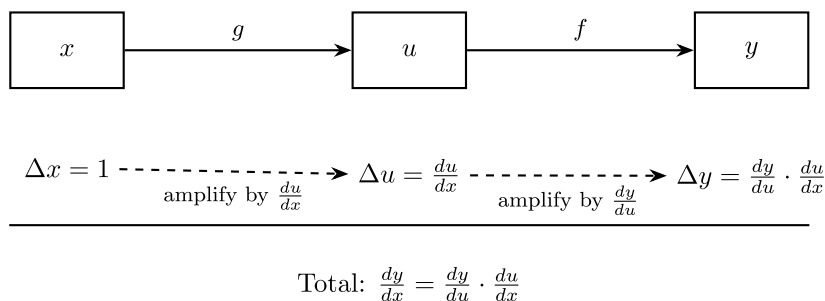 g f
x u y
Δx = 1 Δu = du/dx Δy = dy/du · du/dx
amplify by du/dx amplify by dy/du
Total: dy/dx = dy/du · du/dx